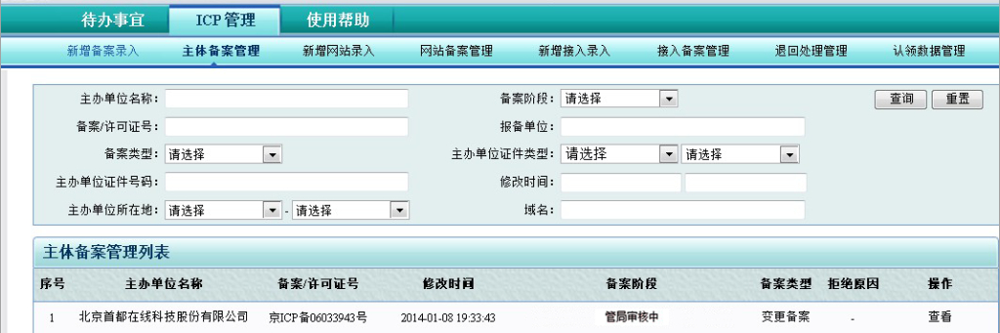 待办事宜 ICP 管理 使用帮助
新增备案录入 主体备案管理 新增网站录入 网站备案管理 新增接入录入 接入备案管理 退回处理管理 认领数据管理
主办单位名称： 备案阶段： 请选择 查询 重置
备案/许可证号： 报备单位：
备案类型： 请选择 主办单位证件类型： 请选择 请选择
主办单位证件号码： 修改时间：
主办单位所在地： 请选择 - 请选择 域名：
主体备案管理列表
序号 主办单位名称 备案/许可证号 修改时间 备案阶段 备案类型 拒绝原因 操作
1 北京首都在线科技股份有限公司 京ICP备06033943号 2014-01-08 19:33:43 管局审核中 变更备案 - 查看